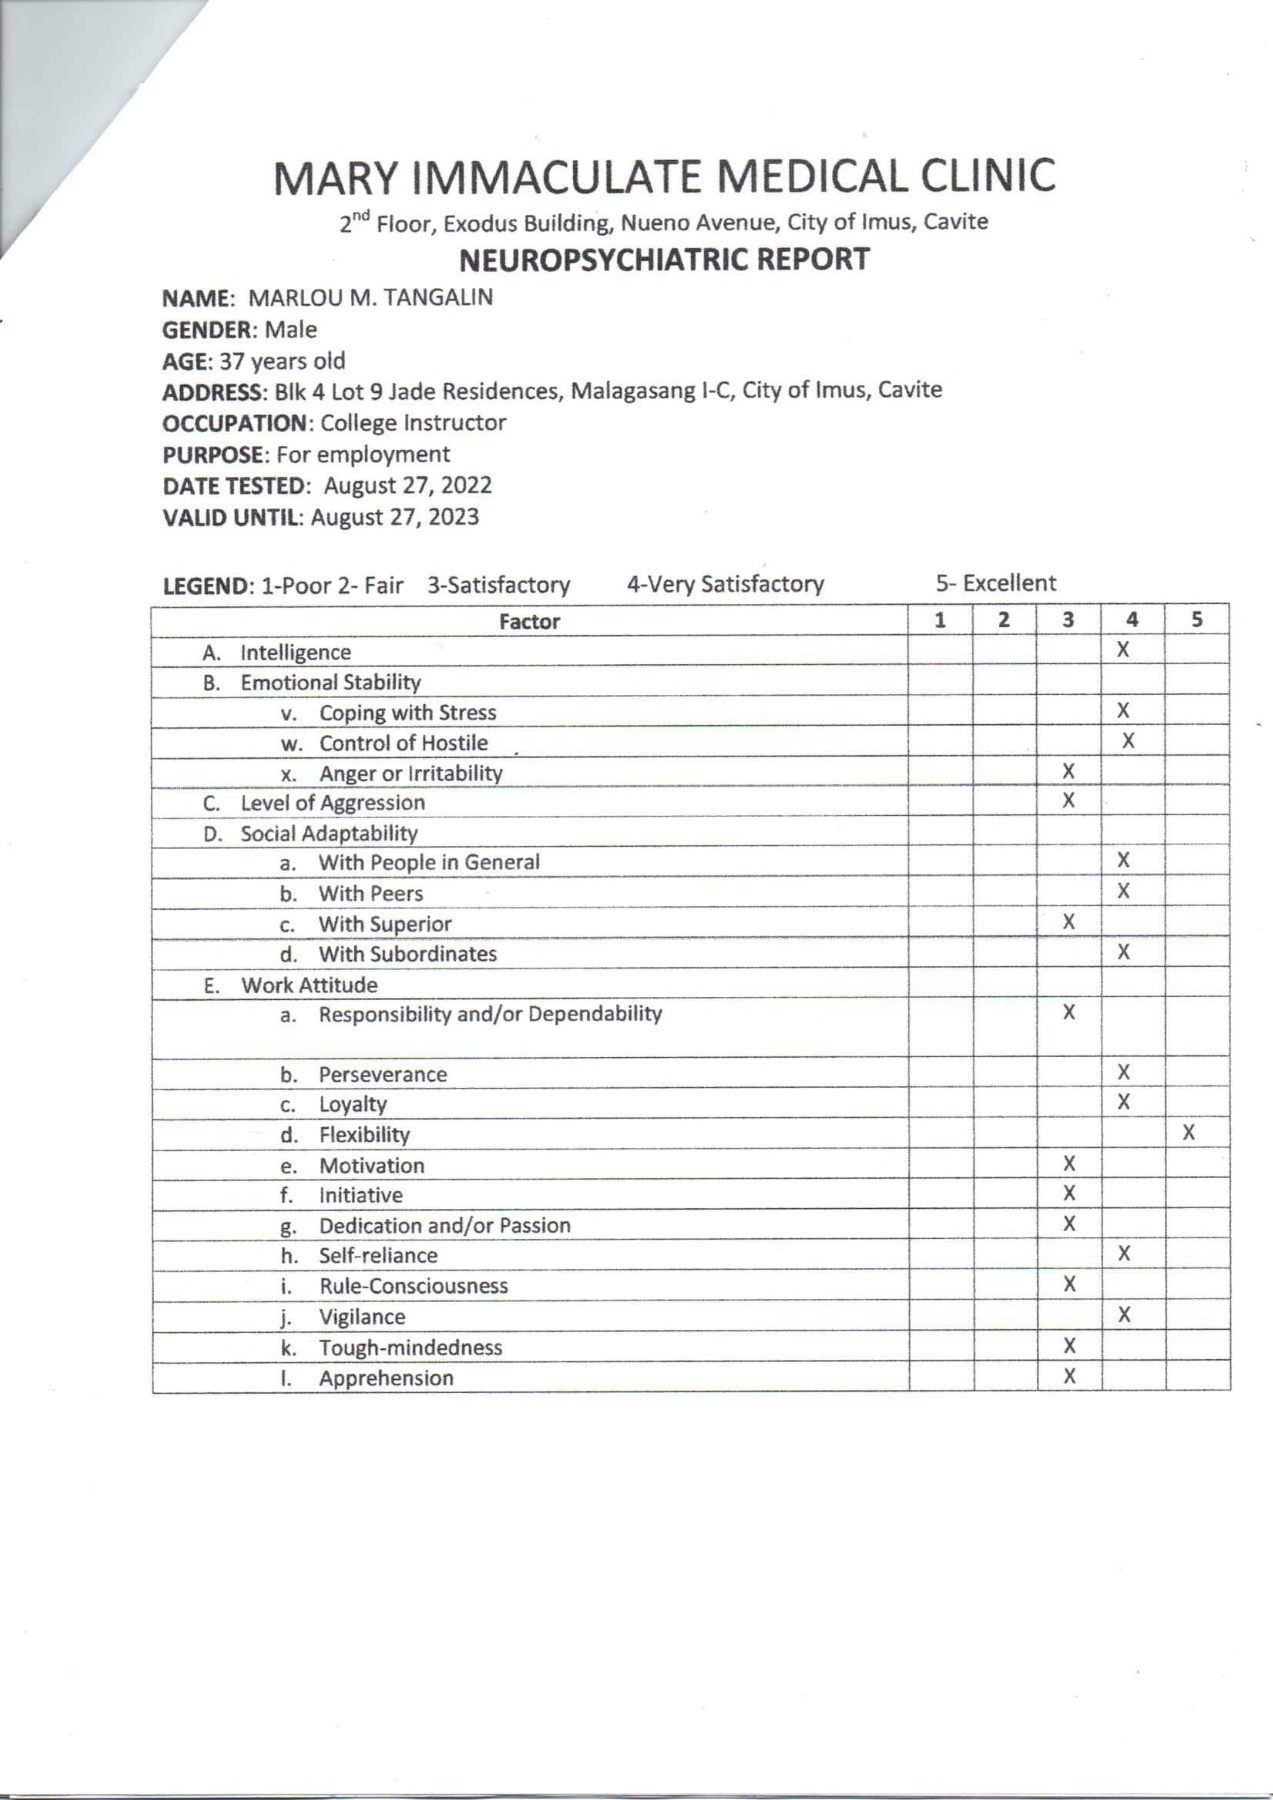 MARY IMMACULATE MEDICAL CLINIC
2nd Floor, Exodus Building, Nueno Avenue, City of Imus, Cavite
NEUROPSYCHIATRIC REPORT
NAME: MARLOU M. TANGALIN
GENDER: Male
AGE: 37 years old
ADDRESS: Blk 4 Lot 9 Jade Residences, Malagasang I-C, City of Imus, Cavite
OCCUPATION: College Instructor
PURPOSE: For employment
DATE TESTED: August 27, 2022
VALID UNTIL: August 27, 2023
LEGEND: 1-Poor 2- Fair 3-Satisfactory 4-Very Satisfactory 5- Excellent
Factor 1 2 3 4 5
A. Intelligence X
B. Emotional Stability
v. Coping with Stress X
w. Control of Hostile X
x. Anger or Irritability X
C. Level of Aggression X
D. Social Adaptability
a. With People in General X
b. With Peers X
c. With Superior X
d. With Subordinates X
E. Work Attitude
a. Responsibility and/or Dependability X
b. Perseverance X
c. Loyalty X
d. Flexibility X
e. Motivation X
f. Initiative X
g. Dedication and/or Passion X
h. Self-reliance X
i. Rule-Consciousness X
j. Vigilance X
k. Tough-mindedness X
l. Apprehension X